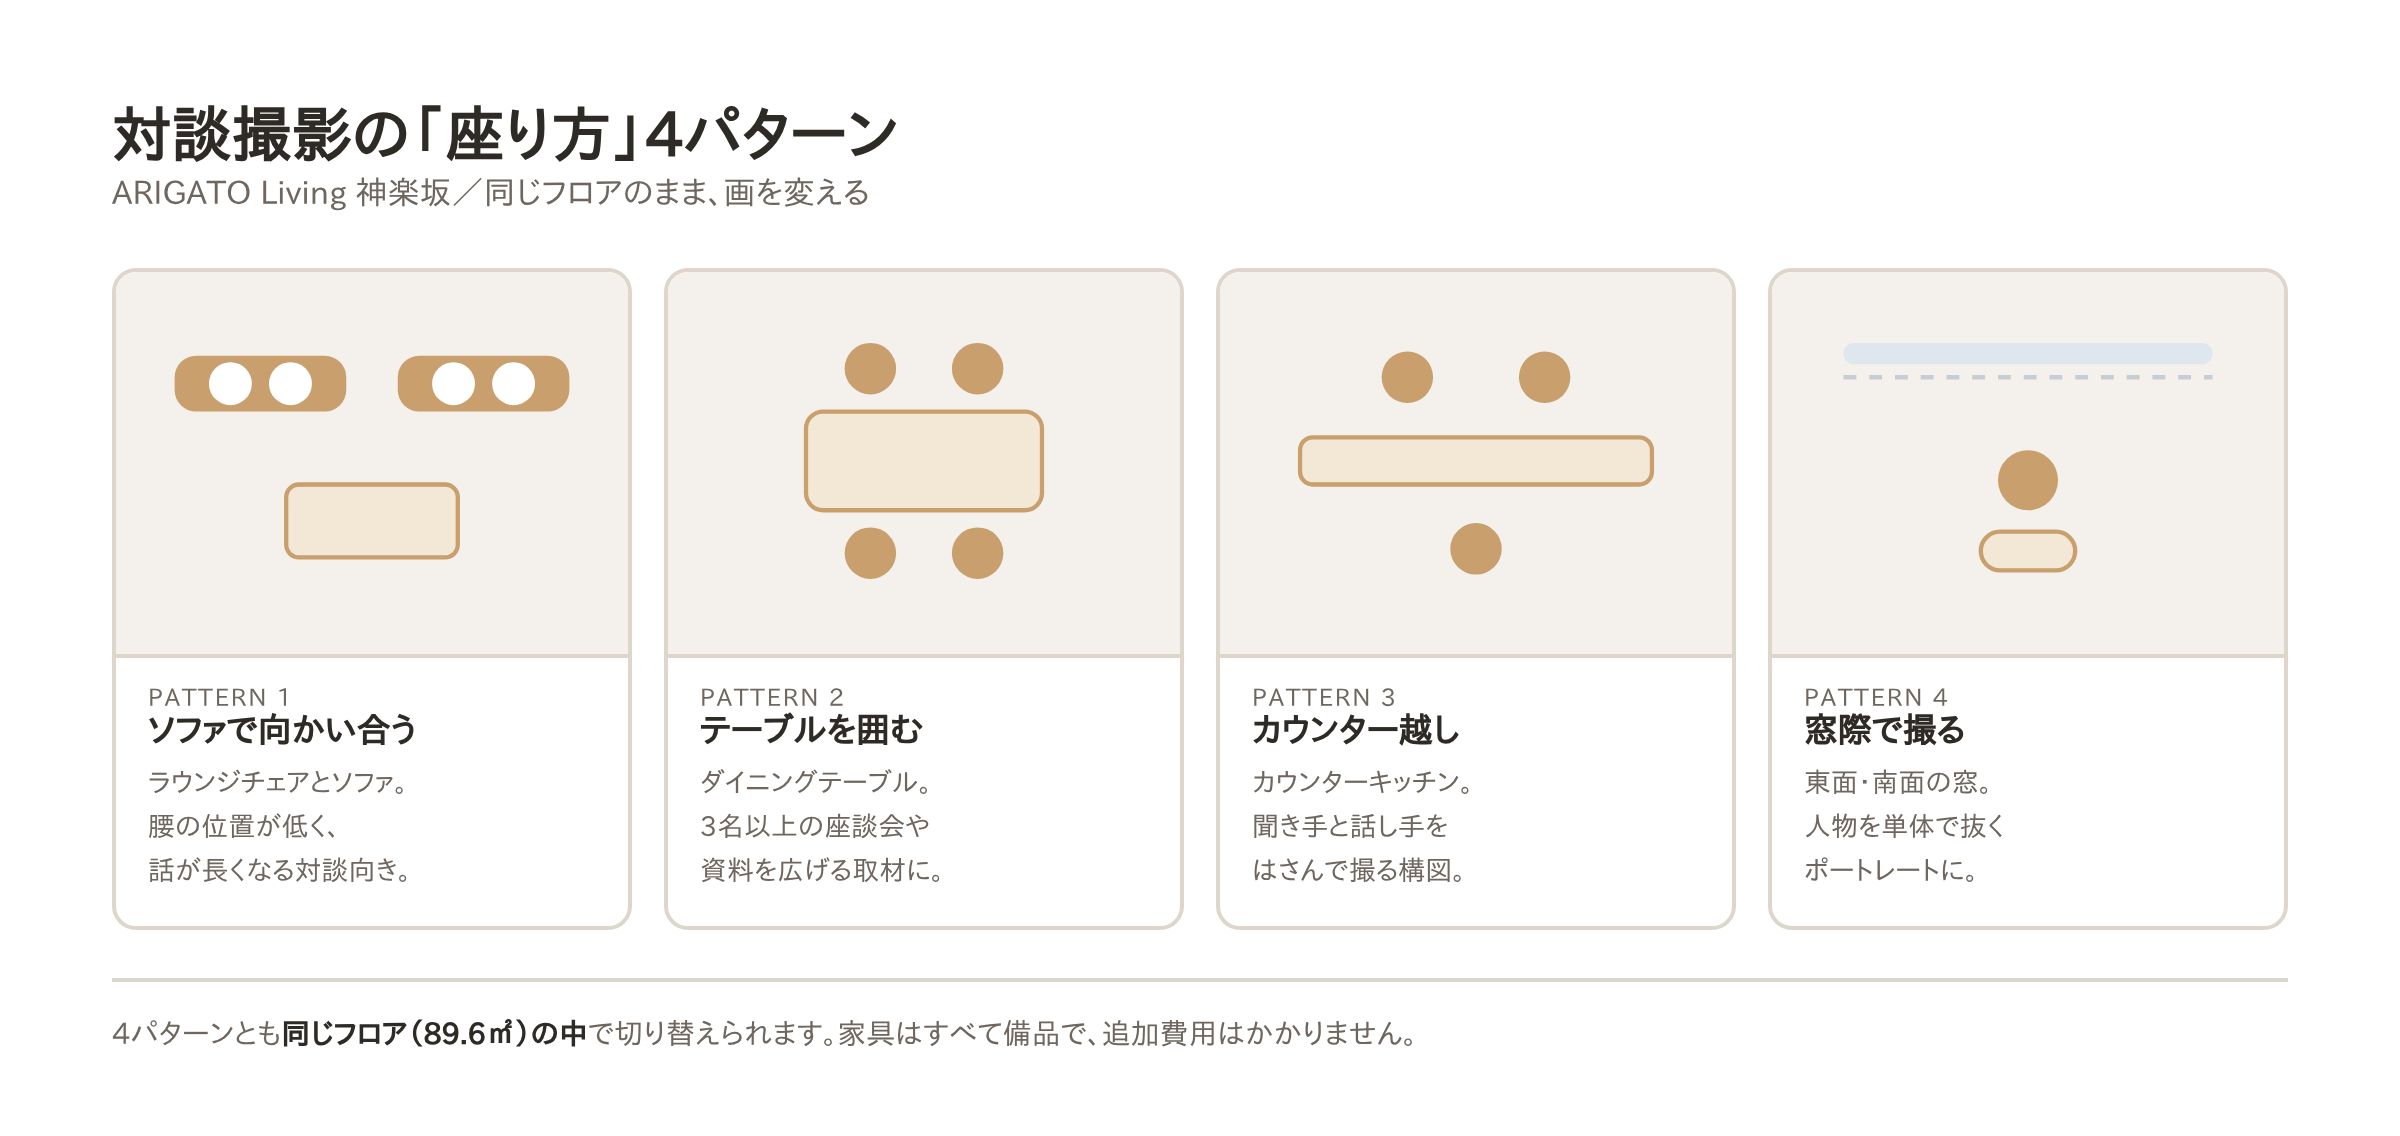 対談撮影の「座り方」4パターン
ARIGATO Living 神楽坂／同じフロアのまま、画を変える
PATTERN 1
ソファで向かい合う
ラウンジチェアとソファ。
腰の位置が低く、
話が長くなる対談向き。
PATTERN 2
テーブルを囲む
ダイニングテーブル。
3名以上の座談会や
資料を広げる取材に。
PATTERN 3
カウンター越し
カウンターキッチン。
聞き手と話し手を
はさんで撮る構図。
PATTERN 4
窓際で撮る
東面・南面の窓。
人物を単体で抜く
ポートレートに。
4パターンとも同じフロア（89.6㎡）の中で切り替えられます。家具はすべて備品で、追加費用はかかりません。